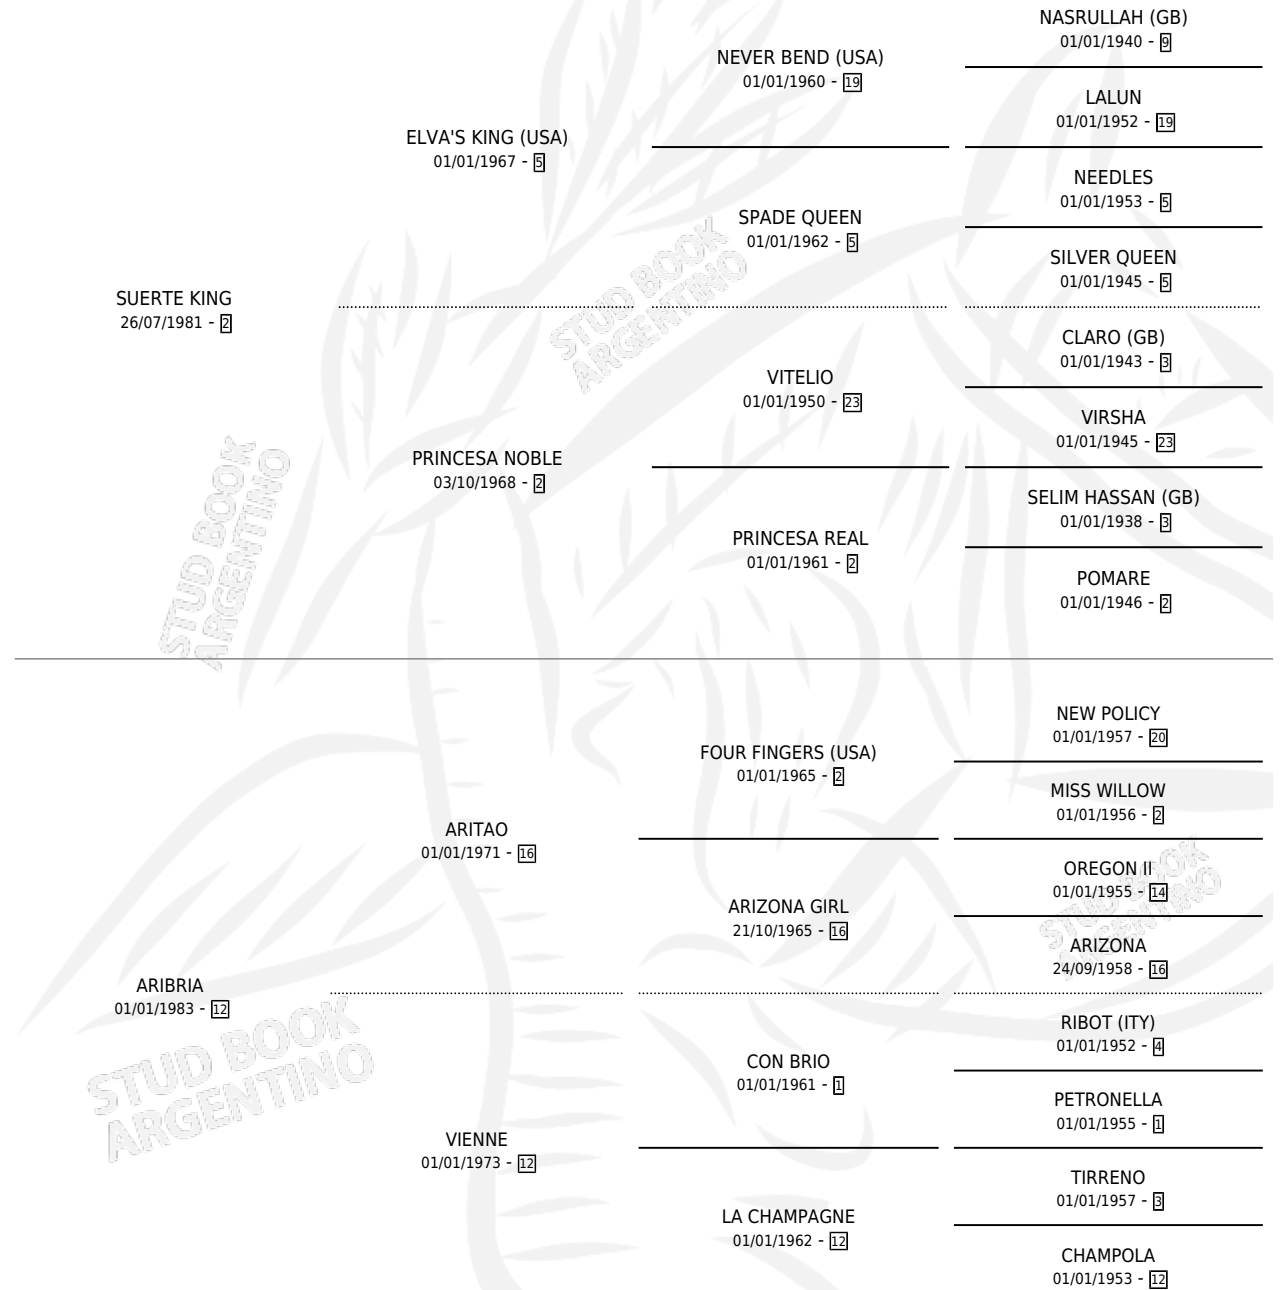 NASRULLAH (GB)
01/01/1940 - 9
NEVER BEND (USA)
01/01/1960 - 19
LALUN
01/01/1952 - 19
ELVA'S KING (USA)
01/01/1967 - 5
NEEDLES
01/01/1953 - 5
SPADE QUEEN
01/01/1962 - 5
SILVER QUEEN
01/01/1945 - 5
SUERTE KING
26/07/1981 - 2
STUD BOOK
ARGENTINO
CLARO (GB)
01/01/1943 - 3
VITELIO
01/01/1950 - 23
VIRSHA
01/01/1945 - 23
PRINCESA NOBLE
03/10/1968 - 2
SELIM HASSAN (GB)
01/01/1938 - 3
PRINCESA REAL
01/01/1961 - 2
POMARE
01/01/1946 - 2
STUD BOOK
ARGENTINO
NEW POLICY
01/01/1957 - 20
FOUR FINGERS (USA)
01/01/1965 - 2
MISS WILLOW
01/01/1956 - 2
ARITAO
01/01/1971 - 16
OREGON II
01/01/1955 - 14
ARIZONA GIRL
21/10/1965 - 16
STUD BOOK
ARGENTINO
ARIZONA
24/09/1958 - 16
ARIBRIA
01/01/1983 - 12
RIBOT (ITY)
01/01/1952 - 4
CON BRIO
01/01/1961 - 1
STUD BOOK
ARGENTINO
PETRONELLA
01/01/1955 - 1
VIENNE
01/01/1973 - 12
TIRRENO
01/01/1957 - 3
LA CHAMPAGNE
01/01/1962 - 12
CHAMPOLA
01/01/1953 - 12